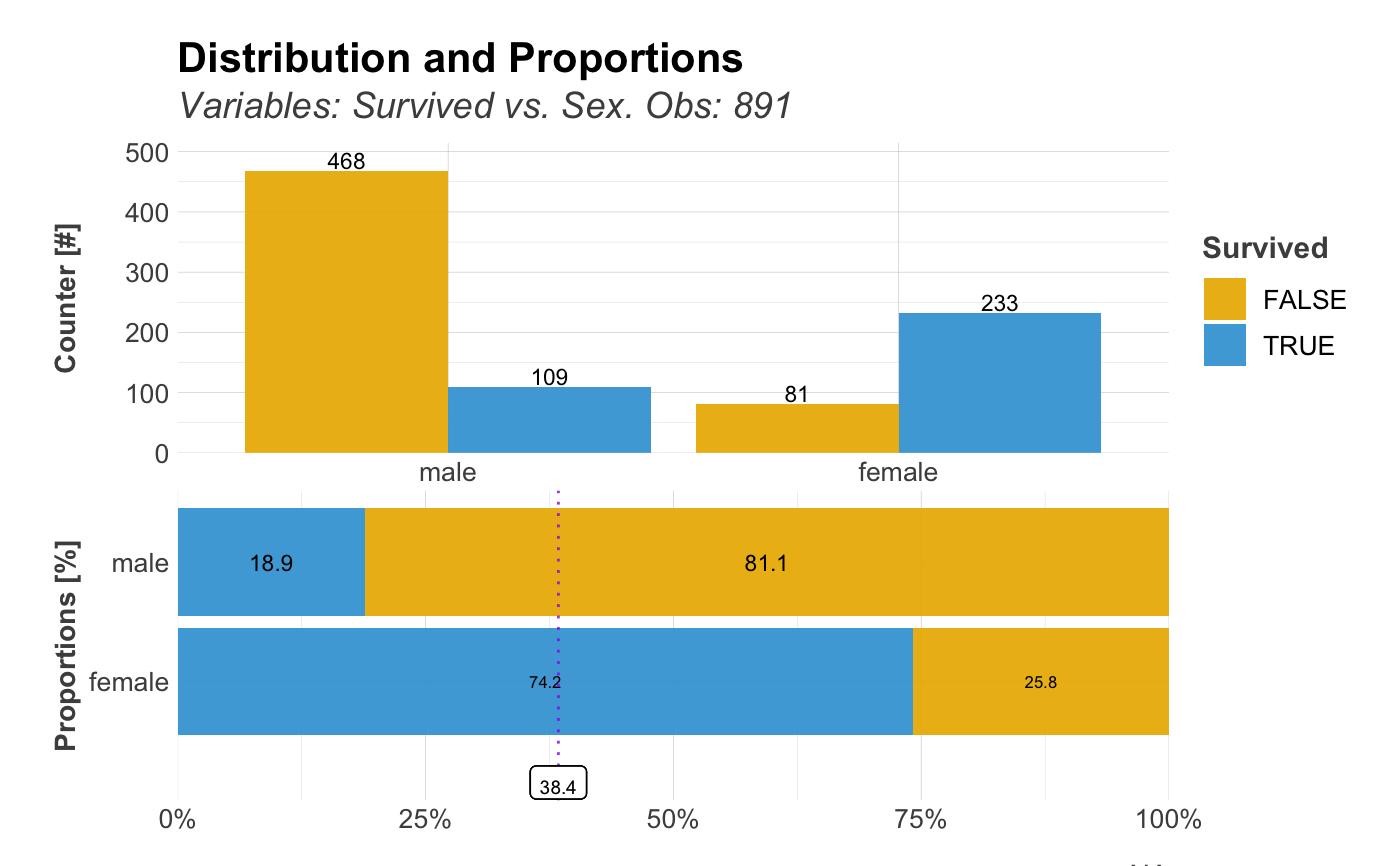 Distribution and Proportions
Variables: Survived vs. Sex. Obs: 891
Counter [#]
500
400
300
200
100
0
468
109
81
233
male female
Survived
FALSE
TRUE
Proportions [%]
male 18.9 81.1
female 74.2 25.8
38.4
0% 25% 50% 75% 100%